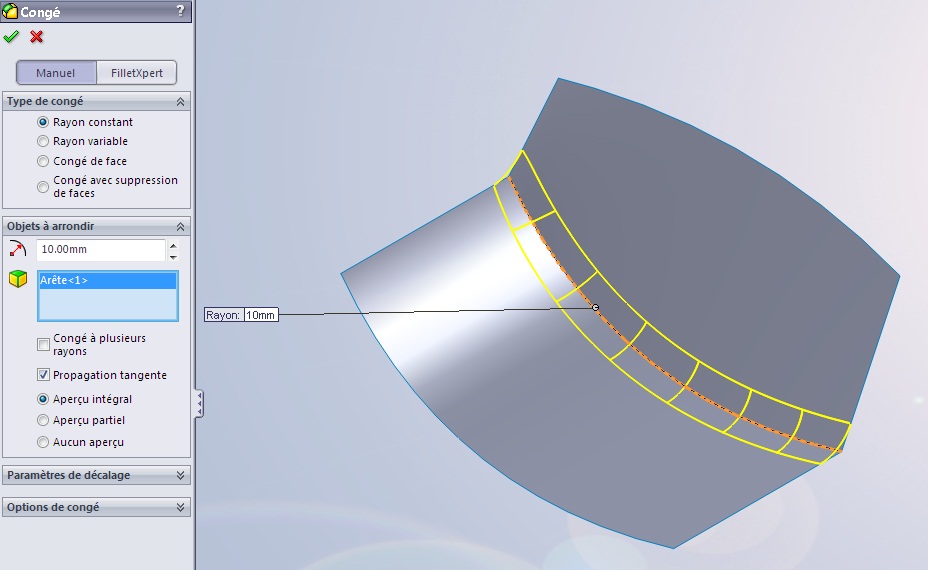 Congé
?
Manuel
FilletXpert
Type de congé
Rayon constant
Rayon variable
Congé de face
Congé avec suppression
de faces
Objets à arrondir
10.00mm
Arête<1>
Rayon: 10mm
Congé à plusieurs
rayons
Propagation tangente
Aperçu intégral
Aperçu partiel
Aucun aperçu
Paramètres de décalage
Options de congé